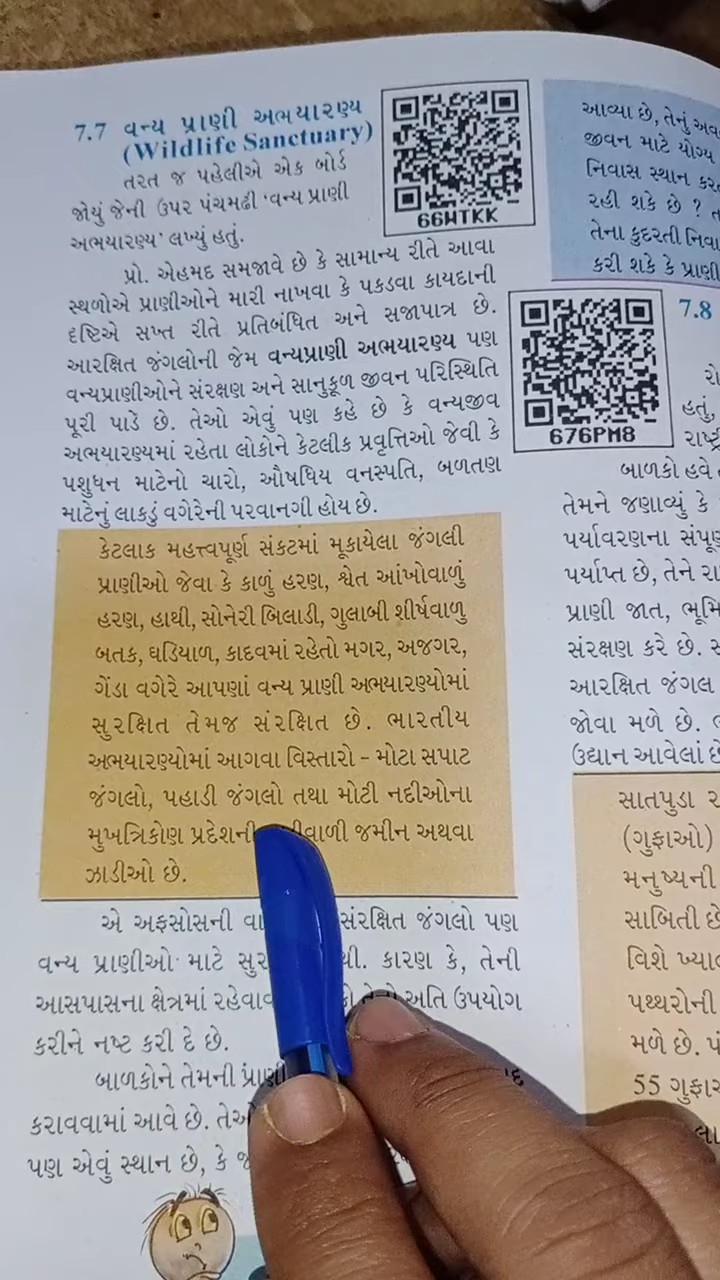 7.7 વન્ય પ્રાણી અભયારણ્ય
(Wildlife Sanctuary)
તરત જ પહેલીએ એક બોર્ડ
જોયું જેની ઉપર પંચમઢી ‘વન્ય પ્રાણી
અભયારણ્ય’ લખ્યું હતું.
66WTKK
પ્રો. એહમદ સમજાવે છે કે સામાન્ય રીતે આવા
સ્થળોએ પ્રાણીઓને મારી નાખવા કે પકડવા કાયદાની
દૃષ્ટિએ સખ્ત રીતે પ્રતિબંધિત અને સજાપાત્ર છે.
આરક્ષિત જંગલોની જેમ વન્યપ્રાણી અભયારણ્ય પણ
વન્યપ્રાણીઓને સંરક્ષણ અને સાનુકૂળ જીવન પરિસ્થિતિ
પૂરી પાડે છે. તેઓ એવું પણ કહે છે કે વન્યજીવ
અભયારણ્યમાં રહેતા લોકોને કેટલીક પ્રવૃત્તિઓ જેવી કે
પશુધન માટેનો ચારો, ઔષધિય વનસ્પતિ, બળતણ
માટેનું લાકડું વગેરેની પરવાનગી હોય છે.
કેટલાક મહત્ત્વપૂર્ણ સંકટમાં મૂકાયેલા જંગલી
પ્રાણીઓ જેવા કે કાળું હરણ, શ્વેત આંખોવાળું
હરણ, હાથી, સોનેરી બિલાડી, ગુલાબી શીર્ષવાળુ
બતક, ઘડિયાળ, કાદવમાં રહેતો મગર, અજગર,
ગેંડા વગેરે આપણાં વન્ય પ્રાણી અભયારણ્યોમાં
સુરક્ષિત તેમજ સંરક્ષિત છે. ભારતીય
અભયારણ્યોમાં આગવા વિસ્તારો – મોટા સપાટ
જંગલો, પહાડી જંગલો તથા મોટી નદીઓના
મુખત્રિકોણ પ્રદેશની જમીન અથવા
ઝાડીઓ છે.
એ અફસોસની સંરક્ષિત જંગલો પણ
વન્ય પ્રાણીઓ માટે કારણ કે, તેની
આસપાસના ક્ષેત્રમાં અતિ ઉપયોગ
કરીને નષ્ટ કરી દે છે.
બાળકોને તેમની
કરાવવામાં આવે છે.
પણ એવું સ્થાન છે, કે
આવ્યા છે, તેનું
જીવન માટે યોગ્ય
નિવાસ સ્થાન
રહી શકે છે ?
તેના કુદરતી
કરી શકે કે
676PM8
7.8
હતું,
બાળકો હવે
તેમને જણાવ્યું કે
પર્યાવરણના
પર્યાપ્ત છે, તેને
પ્રાણી જાત,
સંરક્ષણ કરે છે.
આરક્ષિત જંગલ
જોવા મળે છે.
ઉદ્યાન આવેલાં
સાતપુડા
(ગુફાઓ)
મનુષ્યની
સાબિતી
વિશે
પથ્થરોની
મળે છે.
55